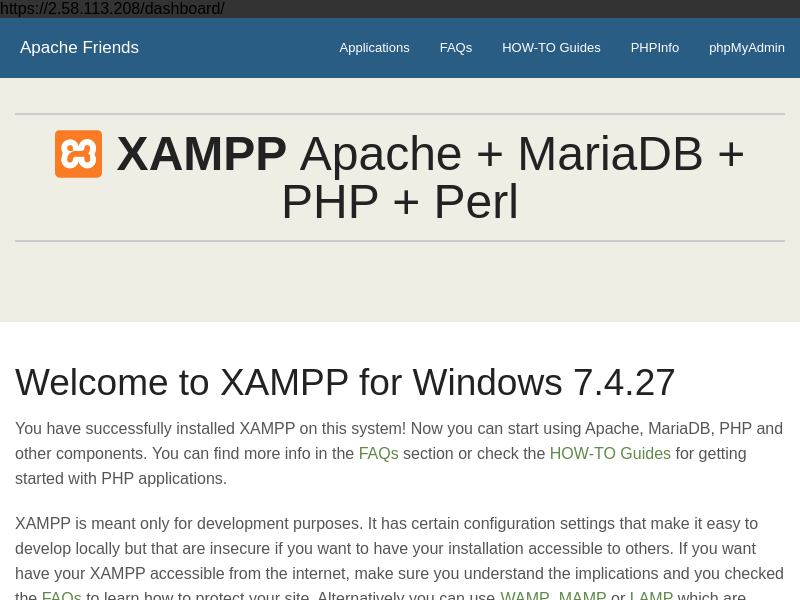 https://2.58.113.208/dashboard/
Apache Friends
Applications
FAQs
HOW-TO Guides
PHPInfo
phpMyAdmin
XAMPP Apache + MariaDB +
PHP + Perl
Welcome to XAMPP for Windows 7.4.27
You have successfully installed XAMPP on this system! Now you can start using Apache, MariaDB, PHP and
other components. You can find more info in the FAQs section or check the HOW-TO Guides for getting
started with PHP applications.
XAMPP is meant only for development purposes. It has certain configuration settings that make it easy to
develop locally but that are insecure if you want to have your installation accessible to others. If you want
have your XAMPP accessible from the internet, make sure you understand the implications and you checked
the FAQs to learn how to protect your site. Alternatively you can use WAMP, MAMP or LAMP which are